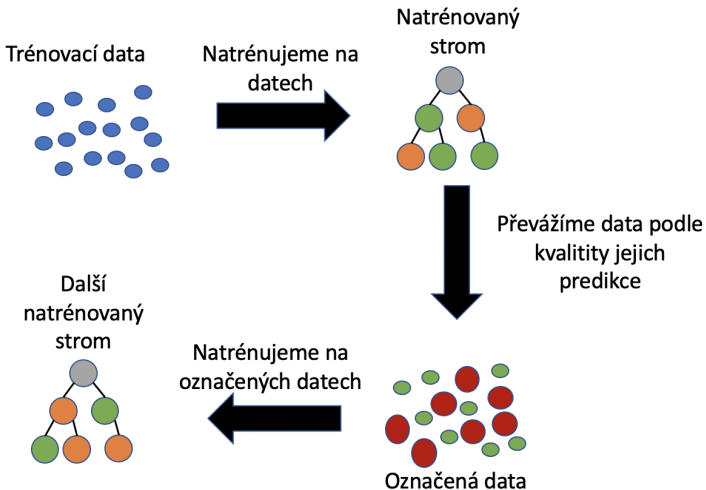 Trénovací data
Natrénujeme na
datech
Natrénovaný
strom
Převážíme data podle
kvalitity jejich
predikce
Označená data
Natrénujeme na
označených datech
Další
natrénovaný
strom